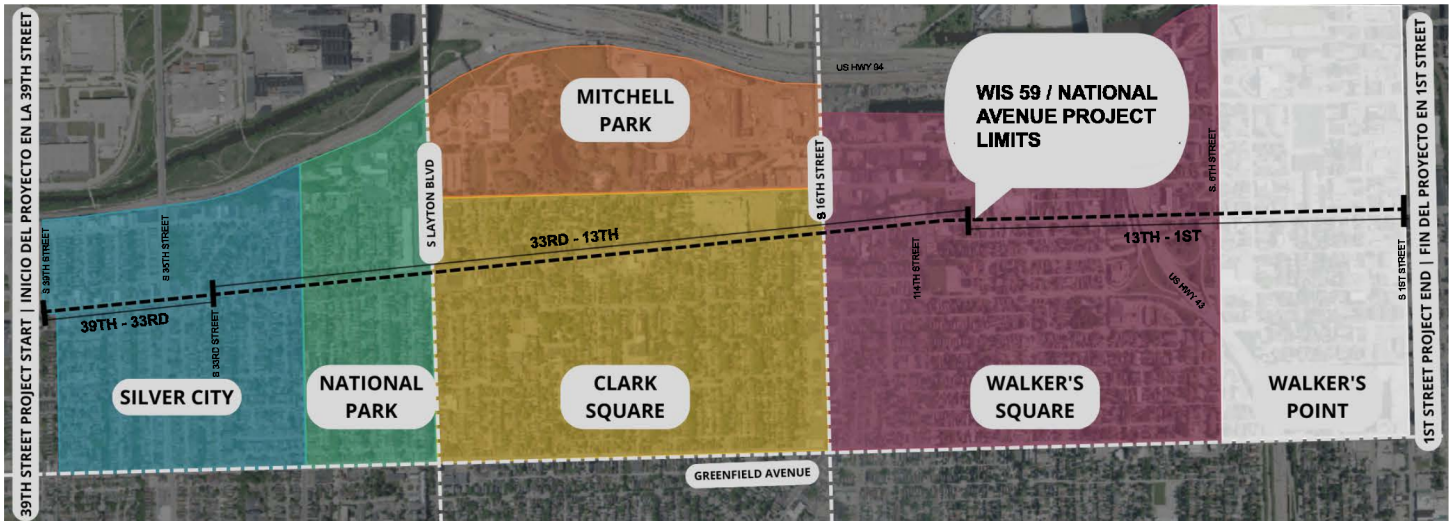 39TH STREET PROJECT START | INICIO DEL PROYECTO EN LA 39TH STREET
S 39TH STREET
S 35TH STREET
39TH - 33RD
S 33RD STREET
SILVER CITY
NATIONAL
PARK
S LAYTON BLVD
MITCHELL
PARK
33RD - 13TH
CLARK
SQUARE
S 16TH STREET
GREENFIELD AVENUE
US HWY 94
WIS 59 / NATIONAL
AVENUE PROJECT
LIMITS
114TH STREET
S. 6TH STREET
13TH - 1ST
US HWY 43
WALKER'S
SQUARE
WALKER'S
POINT
S 1ST STREET
1ST STREET PROJECT END | FIN DEL PROYECTO EN 1ST STREET